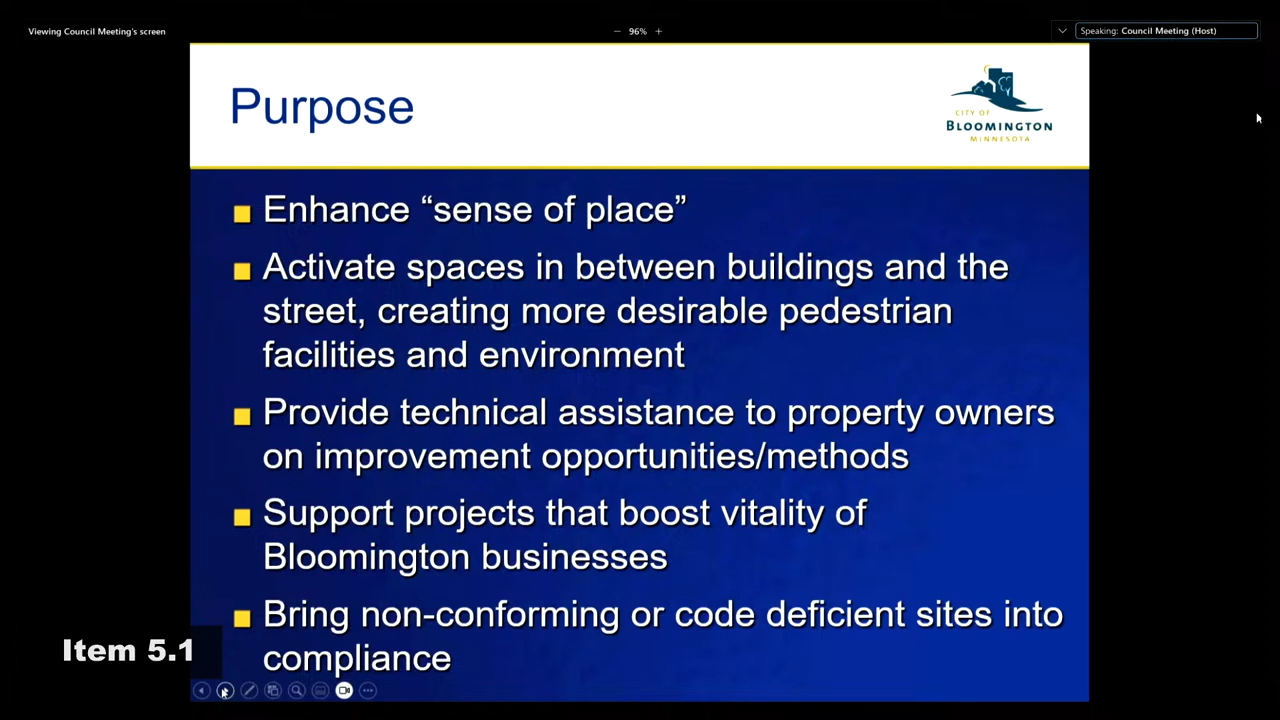 Viewing Council Meeting's screen
96%
Speaking: Council Meeting (Host)
Purpose
CITY OF
BLOOMINGTON
MINNESOTA
Enhance “sense of place”
Activate spaces in between buildings and the
street, creating more desirable pedestrian
facilities and environment
Provide technical assistance to property owners
on improvement opportunities/methods
Support projects that boost vitality of
Bloomington businesses
Bring non-conforming or code deficient sites into
compliance
Item 5.1